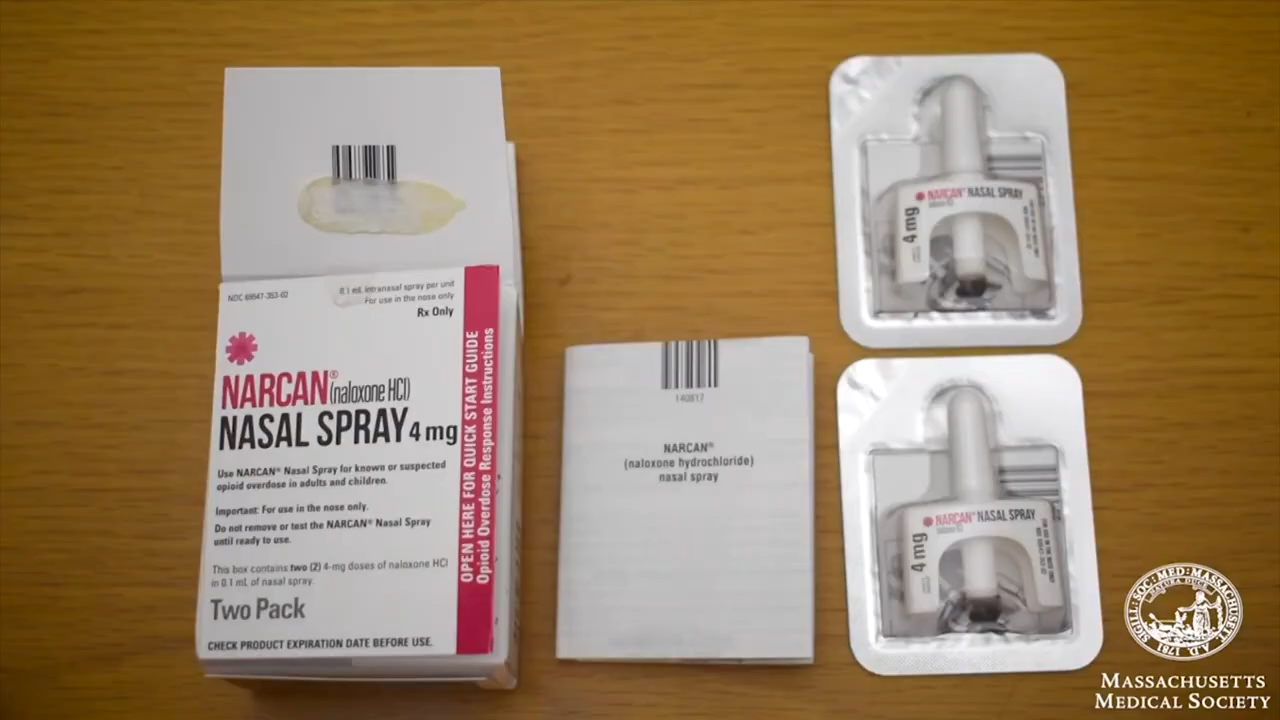 NDC 69547-353-02
0.1 mL intranasal spray per unit
For use in the nose only
Rx Only
NARCAN® (naloxone HCl)
NASAL SPRAY 4 mg
Use NARCAN® Nasal Spray for known or suspected
opioid overdose in adults and children.
Important: For use in the nose only.
Do not remove or test the NARCAN® Nasal Spray
until ready to use.
This box contains two (2) 4-mg doses of naloxone HCl
in 0.1 mL of nasal spray.
Two Pack
CHECK PRODUCT EXPIRATION DATE BEFORE USE.
OPEN HERE FOR QUICK START GUIDE
Opioid Overdose Response Instructions
NARCAN®
(naloxone hydrochloride)
nasal spray
NARCAN® NASAL SPRAY
4 mg
NARCAN® NASAL SPRAY
4 mg
SIGILL: SOC: MED: MASSACHUSETT:
A.D. 1781
MASSACHUSETTS
MEDICAL SOCIETY